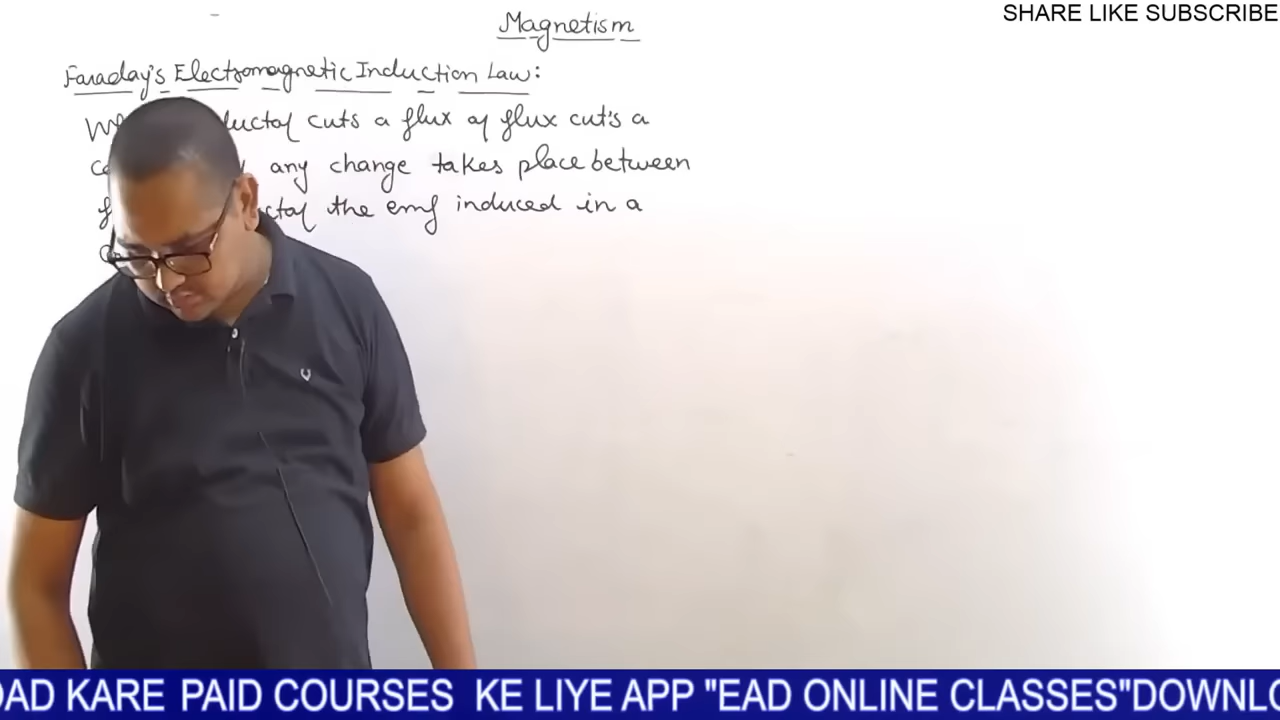 SHARE LIKE SUBSCRIBE
Magnetism
Faraday's Electromagnetic Induction Law:
cuts a flux or flux cut's a
any change takes place between
the emf induced in a
OAD KARE PAID COURSES KE LIYE APP "EAD ONLINE CLASSES"DOWNLO